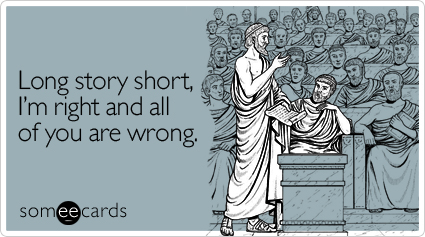 Long story short,
I'm right and all
of you are wrong.
someecards